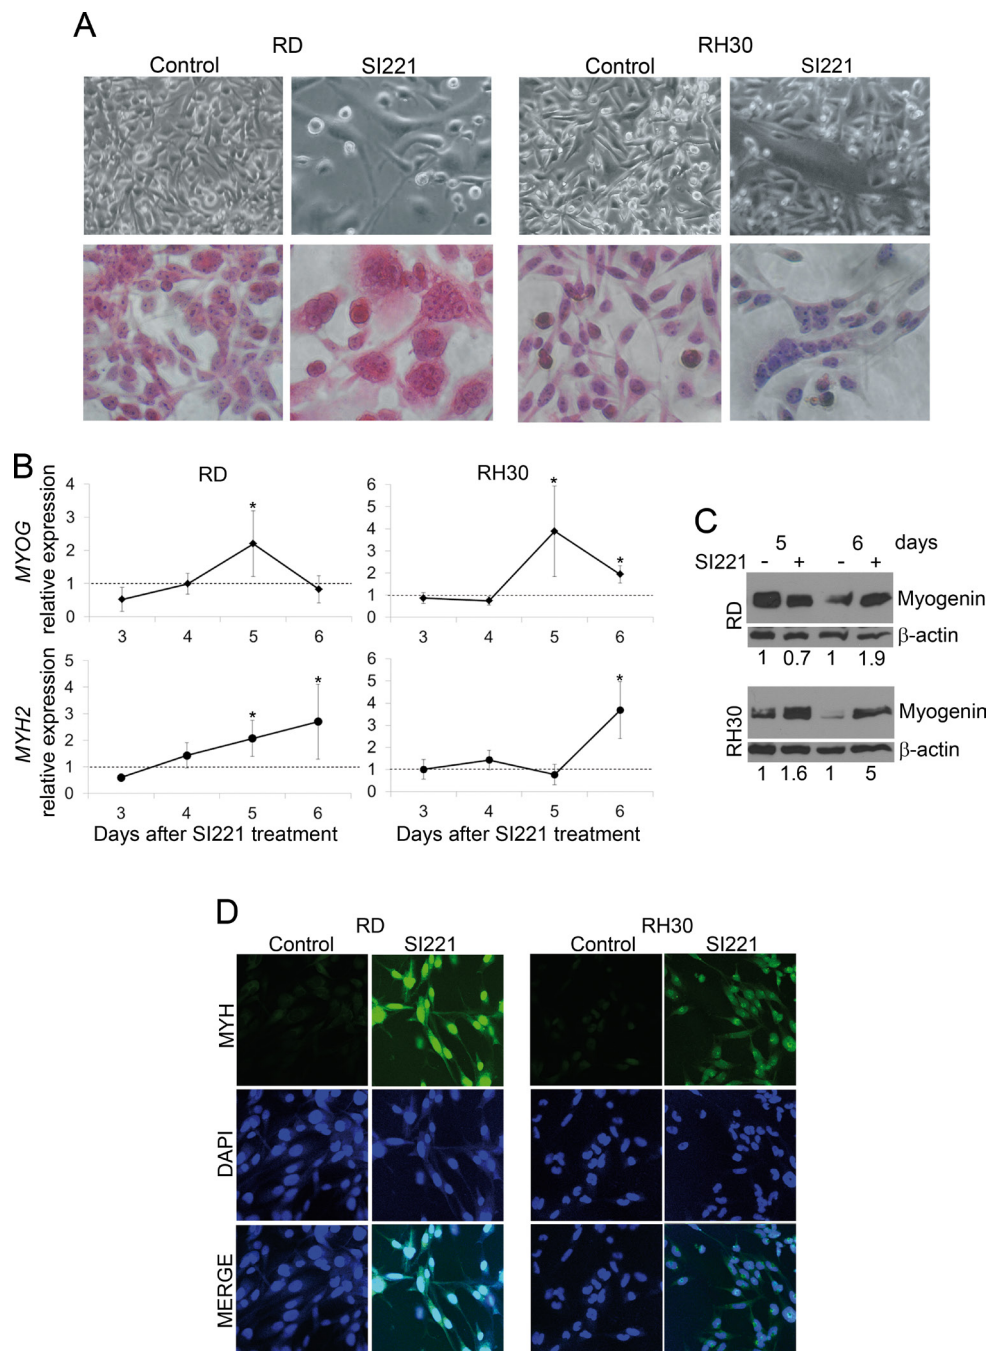 A
RD
RH30
Control
SI221
Control
SI221
B
RD
RH30
MYOG
relative expression
4
3
2
1
0
3
4
5
6
*
6
5
4
3
2
1
0
3
4
5
6
*
*
MYH2
relative expression
5
4
3
2
1
0
3
4
5
6
*
*
Days after SI221 treatment
6
5
4
3
2
1
0
3
4
5
6
*
Days after SI221 treatment
C
5
6
days
SI221
-
+
-
+
RD
Myogenin
β-actin
1
0.7
1
1.9
RH30
Myogenin
β-actin
1
1.6
1
5
D
RD
RH30
Control
SI221
Control
SI221
MYH
DAPI
MERGE